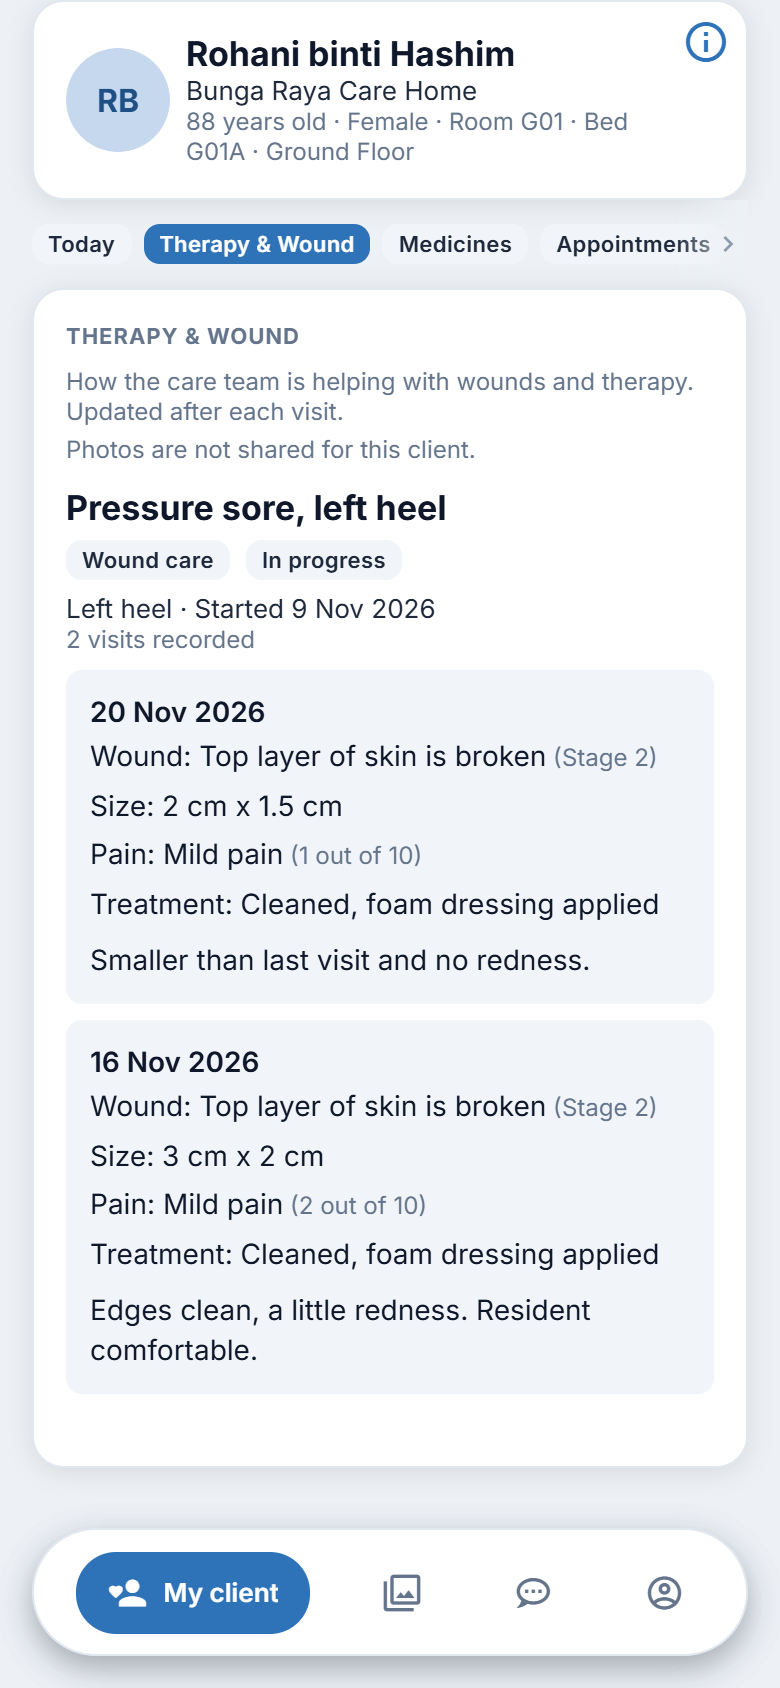 RB
Rohani binti Hashim
Bunga Raya Care Home
88 years old · Female · Room G01 · Bed
G01A · Ground Floor
Today
Therapy & Wound
Medicines
Appointments
THERAPY & WOUND
How the care team is helping with wounds and therapy.
Updated after each visit.
Photos are not shared for this client.
Pressure sore, left heel
Wound care
In progress
Left heel · Started 9 Nov 2026
2 visits recorded
20 Nov 2026
Wound: Top layer of skin is broken (Stage 2)
Size: 2 cm x 1.5 cm
Pain: Mild pain (1 out of 10)
Treatment: Cleaned, foam dressing applied
Smaller than last visit and no redness.
16 Nov 2026
Wound: Top layer of skin is broken (Stage 2)
Size: 3 cm x 2 cm
Pain: Mild pain (2 out of 10)
Treatment: Cleaned, foam dressing applied
Edges clean, a little redness. Resident
comfortable.
My client